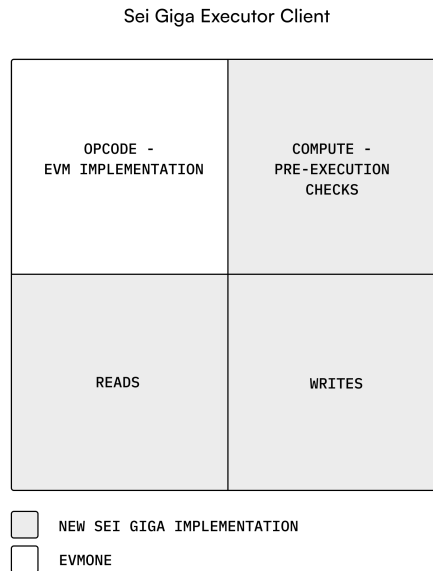 Sei Giga Executor Client
OPCODE -
EVM IMPLEMENTATION
COMPUTE -
PRE-EXECUTION
CHECKS
READS
WRITES
NEW SEI GIGA IMPLEMENTATION
EVMONE